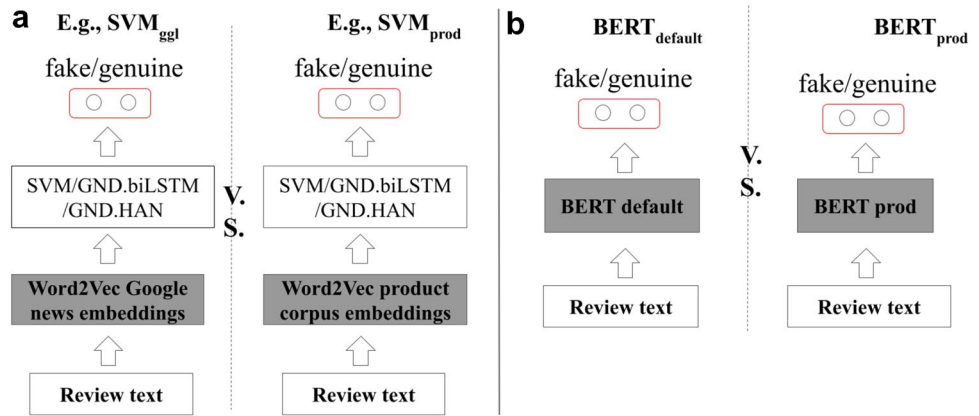 a
E.g., SVMggl
fake/genuine
SVM/GND.biLSTM
/GND.HAN
Word2Vec Google
news embeddings
Review text
V.
S.
E.g., SVMprod
fake/genuine
SVM/GND.biLSTM
/GND.HAN
Word2Vec product
corpus embeddings
Review text
b
BERTdefault
fake/genuine
BERT default
Review text
V.
S.
BERTprod
fake/genuine
BERT prod
Review text